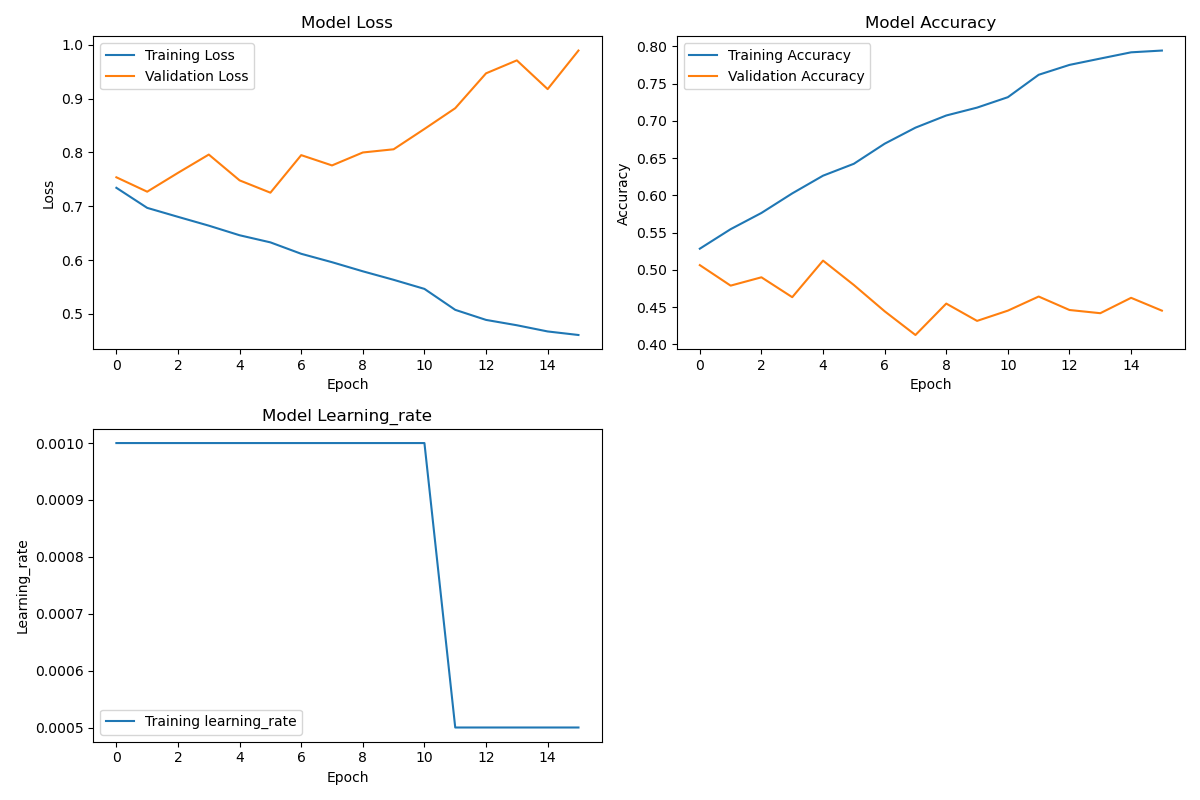 Model Loss
Training Loss
Validation Loss
1.0
0.9
0.8
0.7
0.6
0.5
Loss
0 2 4 6 8 10 12 14
Epoch
Model Accuracy
Training Accuracy
Validation Accuracy
0.80
0.75
0.70
0.65
0.60
0.55
0.50
0.45
0.40
Accuracy
0 2 4 6 8 10 12 14
Epoch
Model Learning_rate
0.0010
0.0009
0.0008
0.0007
0.0006
0.0005
Learning_rate
Training learning_rate
0 2 4 6 8 10 12 14
Epoch